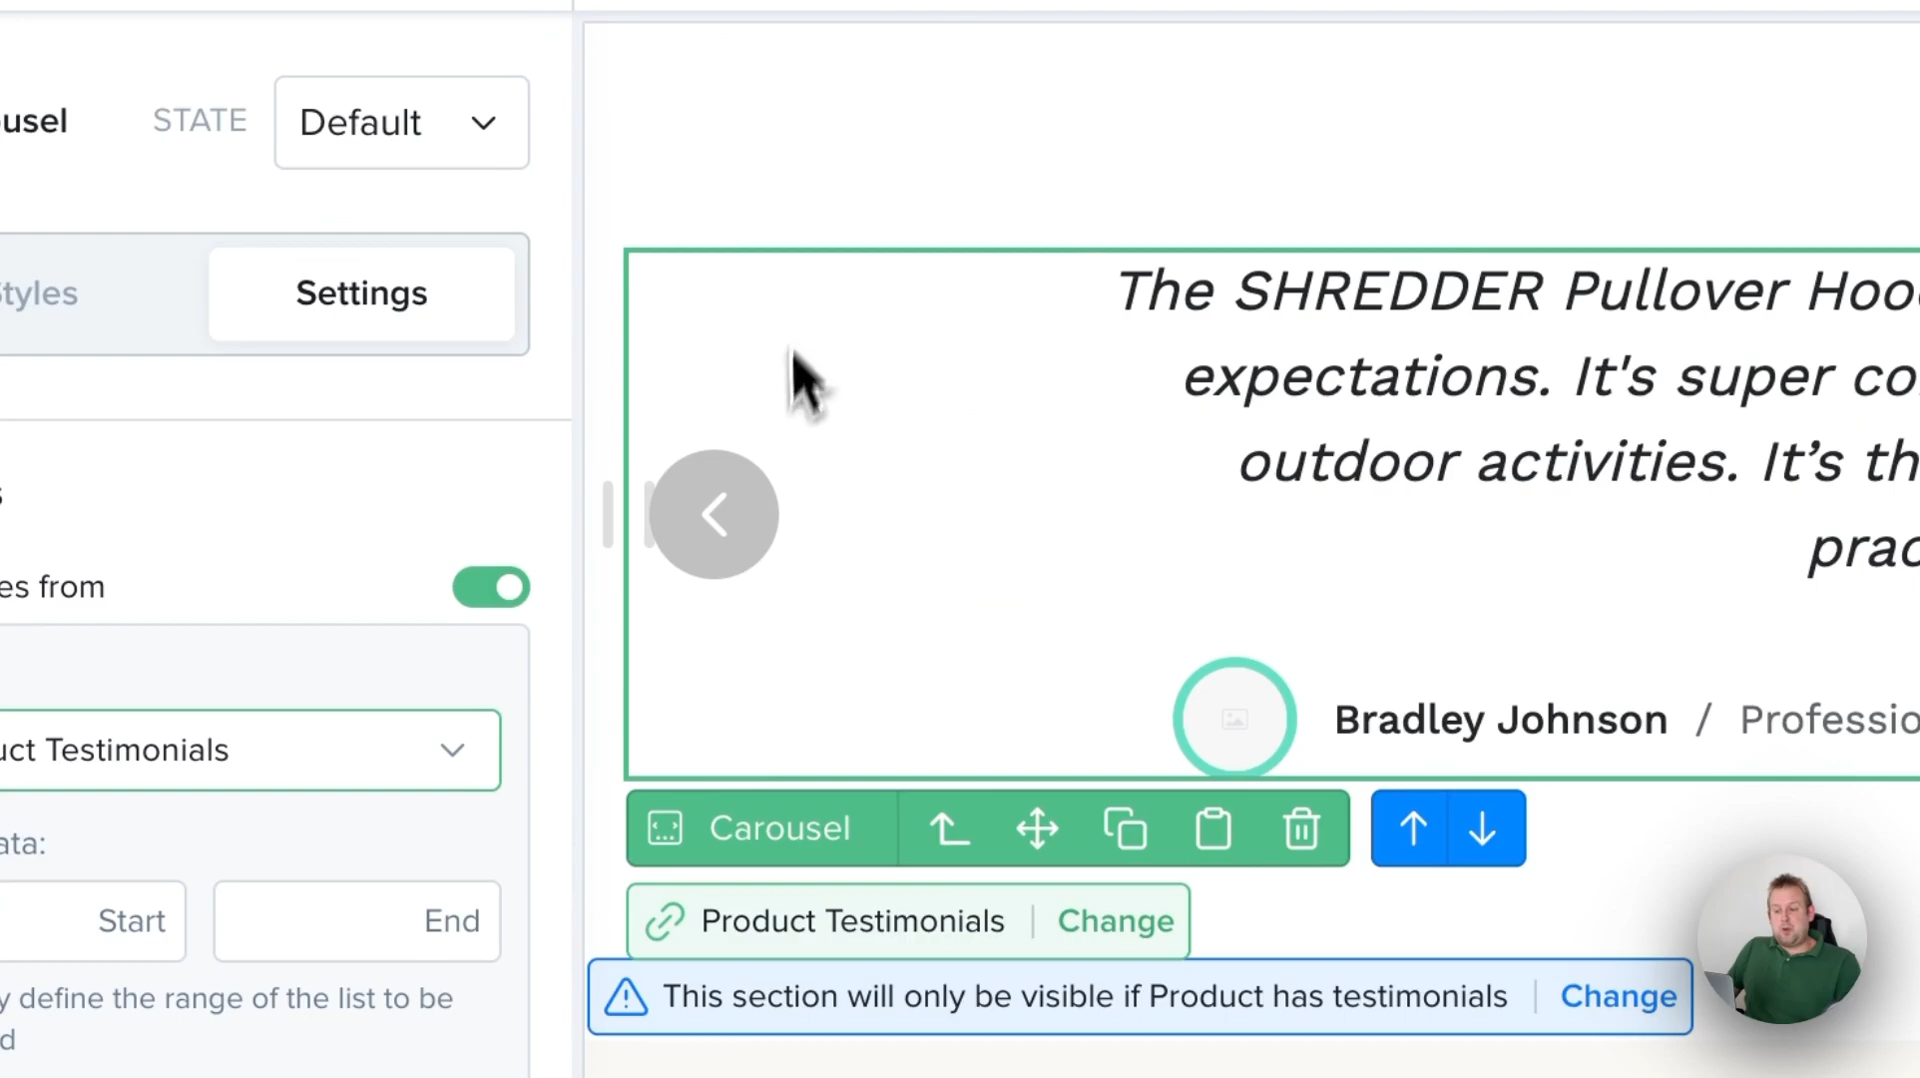 usel
STATE
Default
Styles
Settings
s
es from
uct Testimonials
ata:
Start
End
y define the range of the list to be
d
The SHREDDER Pullover Hoo
expectations. It's super co
outdoor activities. It’s th
prac
Bradley Johnson / Professio
Carousel
Product Testimonials | Change
This section will only be visible if Product has testimonials | Change